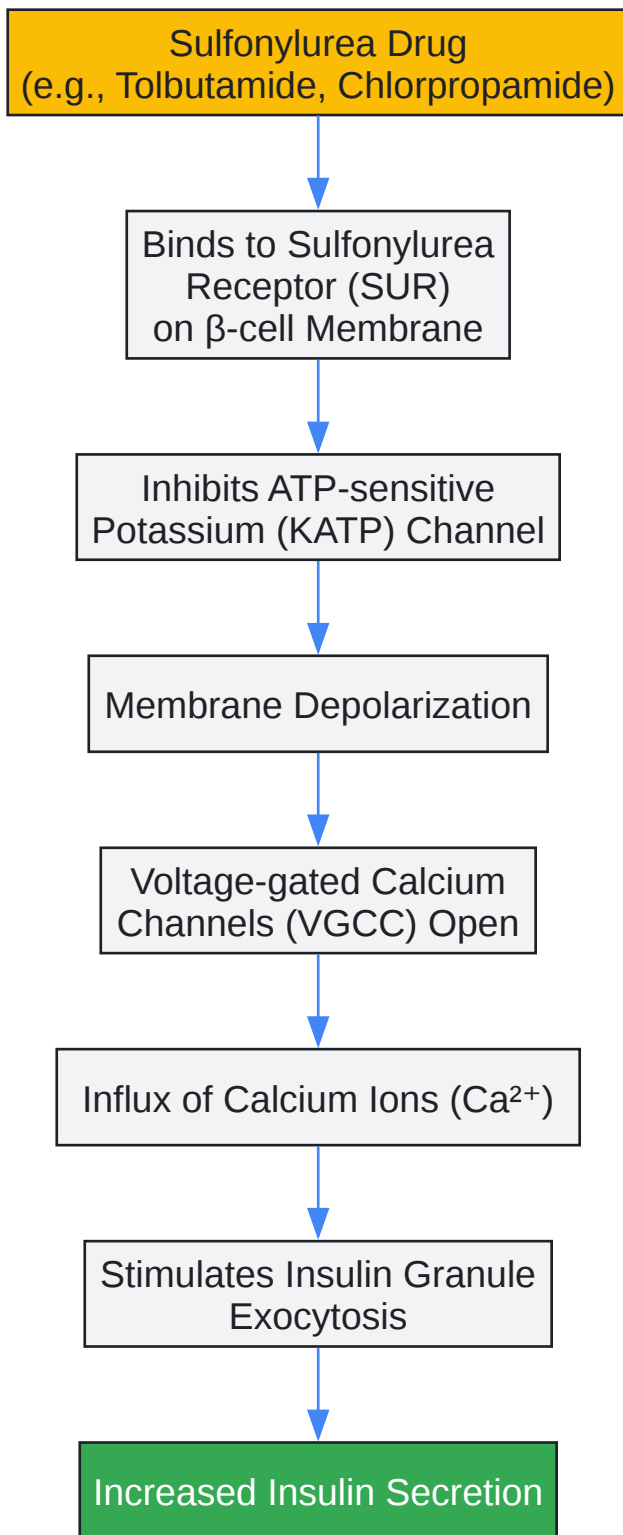 Sulfonylurea Drug
(e.g., Tolbutamide, Chlorpropamide)
Binds to Sulfonylurea
Receptor (SUR)
on β-cell Membrane
Inhibits ATP-sensitive
Potassium (KATP) Channel
Membrane Depolarization
Voltage-gated Calcium
Channels (VGCC) Open
Influx of Calcium Ions (Ca²⁺)
Stimulates Insulin Granule
Exocytosis
Increased Insulin Secretion